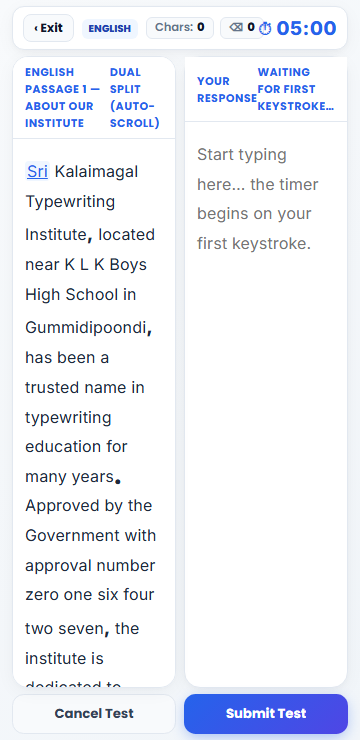 ‹ Exit
ENGLISH
Chars: 0
⌫ 0
⏱ 05:00
ENGLISH
PASSAGE 1 —
ABOUT OUR
INSTITUTE
DUAL
SPLIT
(AUTO-
SCROLL)
Sri Kalaimagal
Typewriting
Institute, located
near K L K Boys
High School in
Gummidipoondi,
has been a
trusted name in
typewriting
education for
many years.
Approved by the
Government with
approval number
zero one six four
two seven, the
institute is
dedicated to
YOUR
RESPONSE
WAITING
FOR FIRST
KEYSTROKE...
Start typing
here... the timer
begins on your
first keystroke.
Cancel Test
Submit Test